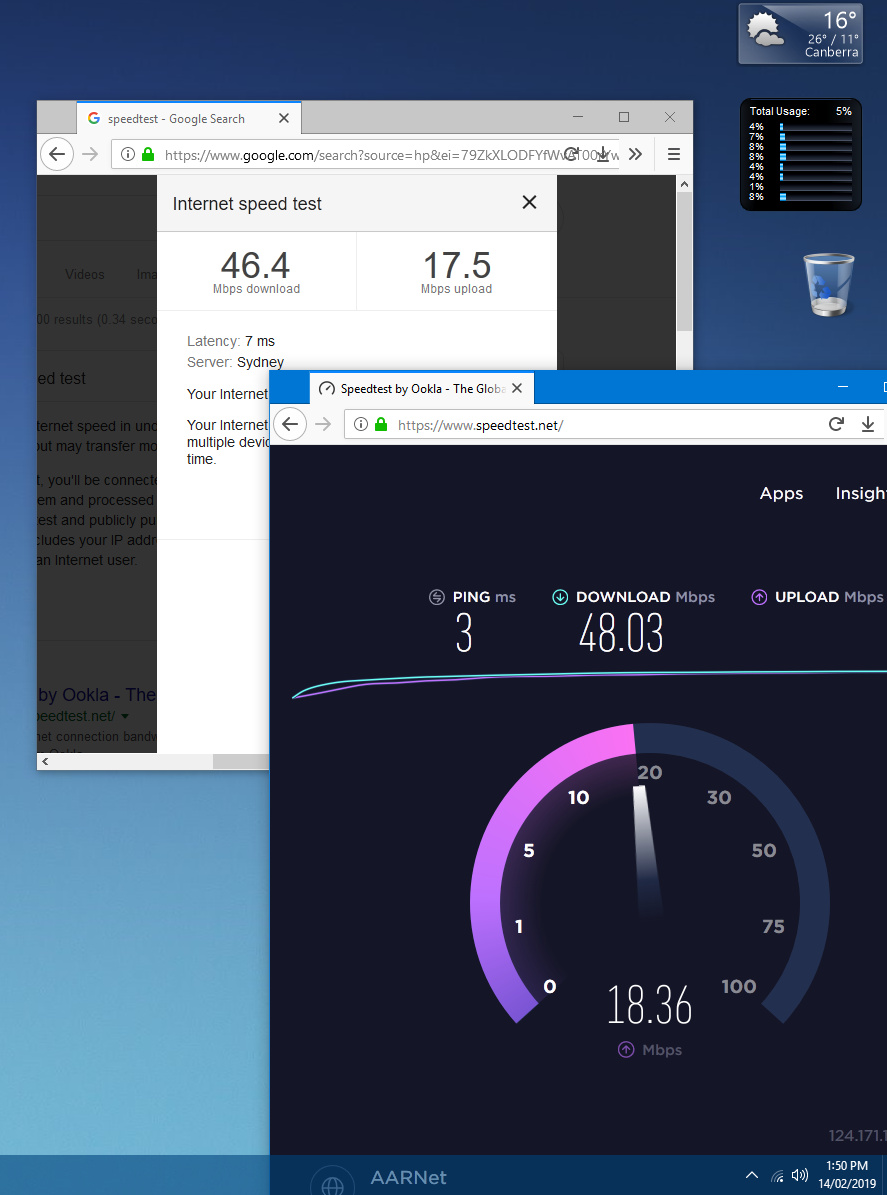 16°
26° / 11°
Canberra
Total Usage: 5%
4%
7%
8%
8%
4%
4%
1%
8%
speedtest - Google Search
https://www.google.com/search?source=hp&ei=79ZkXLODFYfWvAT00
Internet speed test
46.4
Mbps download
17.5
Mbps upload
Latency: 7 ms
Server: Sydney
Your Internet
Your Internet
multiple devic
time.
Videos
Ima
00 results (0.34 seco
ed test
ternet speed in und
out may transfer mo
t, you'll be connecte
em and processed
est and publicly pu
cludes your IP addr
an Internet user.
by Ookla - The
peedtest.net/
net connection bandw
Speedtest by Ookla - The Globa
https://www.speedtest.net/
Apps
Insigh
PING ms
3
DOWNLOAD Mbps
48.03
UPLOAD Mbps
0
1
5
10
20
30
50
75
100
18.36
Mbps
124.171.1
AARNet
1:50 PM
14/02/2019